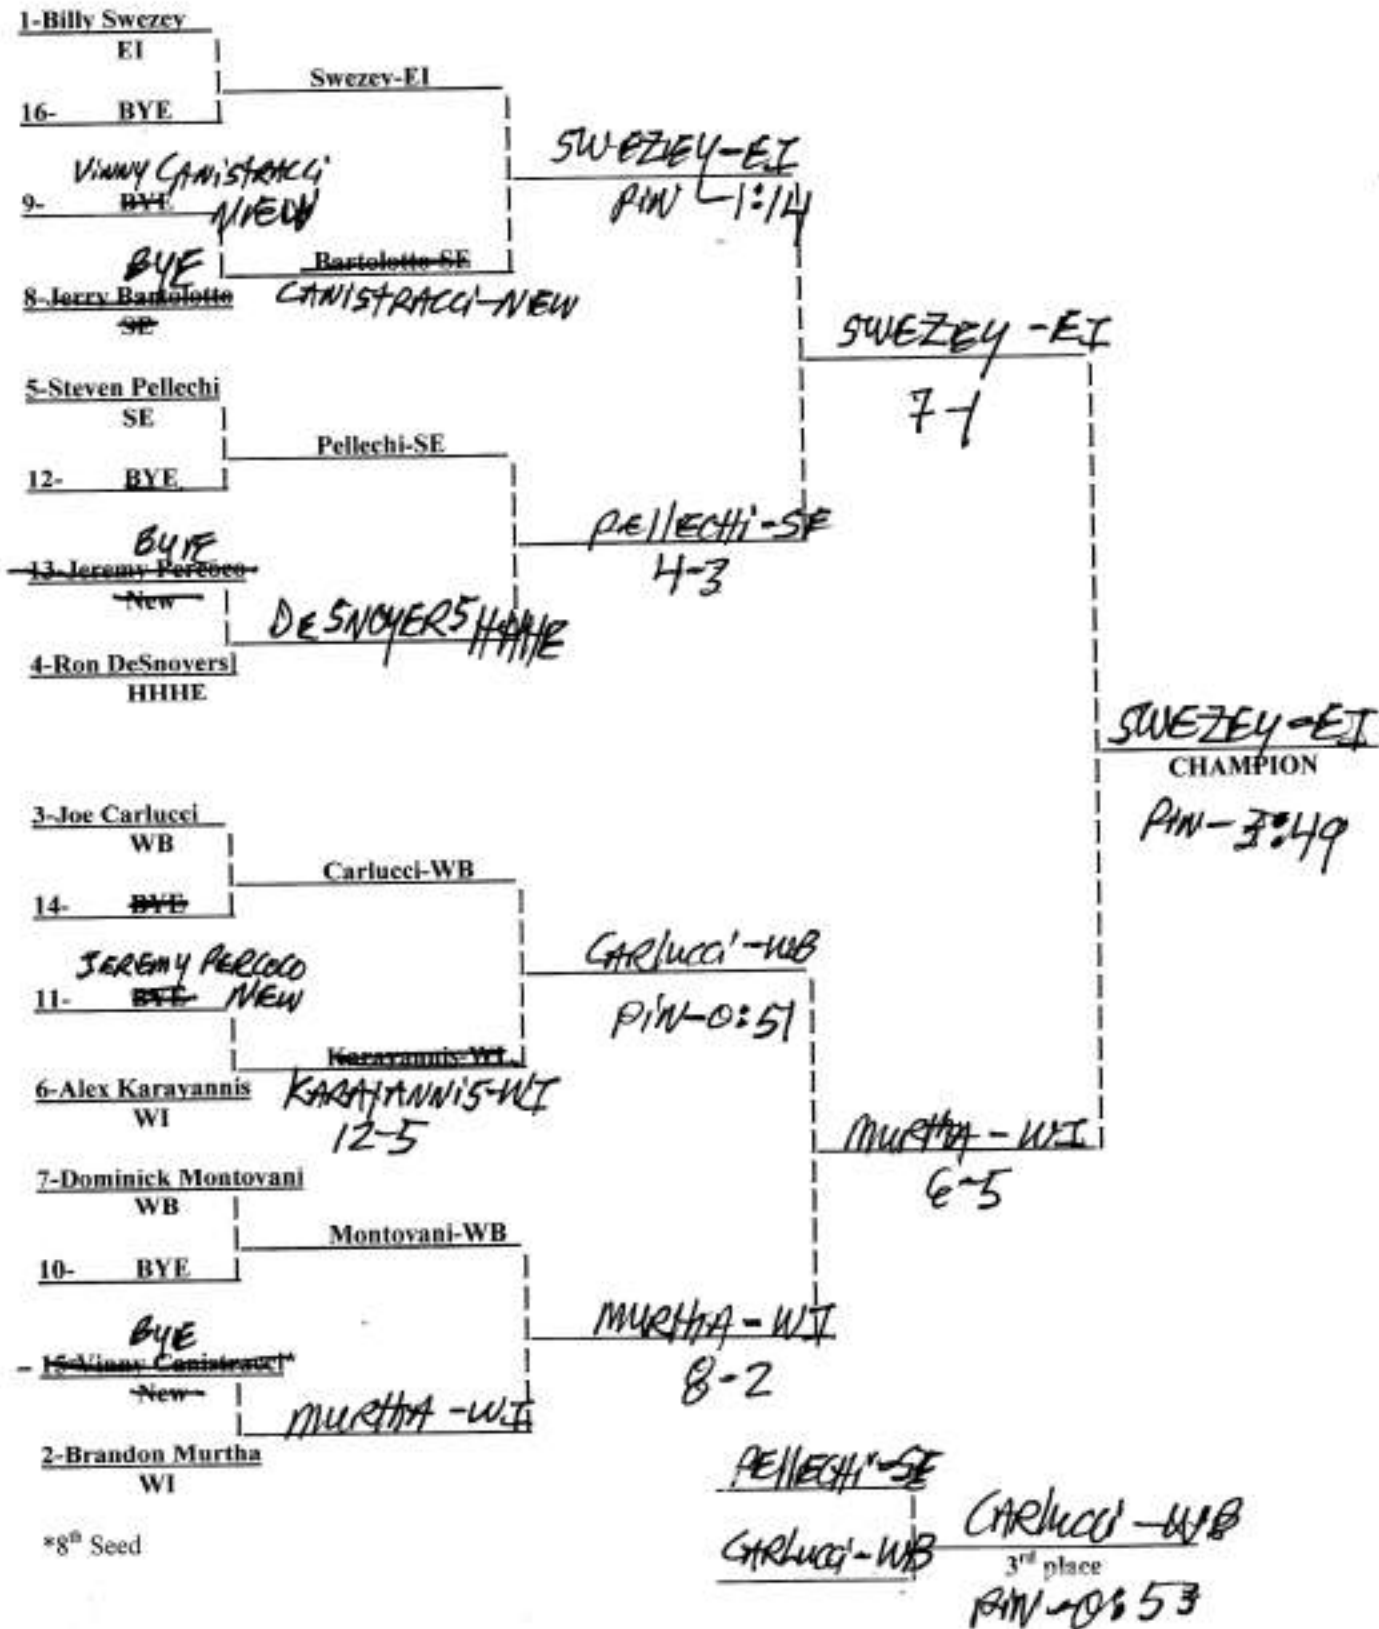 1-Billy Swezey
EI
Swezey-EI
16- BYE
SWEZEY-EI
PIN-1:14
VINNY CANISTRACCI
9- BYE NEW
BYE
8-Jerry Bartolotto
SE
Bartolotto-SE
CANISTRACCI-NEW
SWEZEY-EI
7-1
5-Steven Pellechi
SE
Pellechi-SE
12- BYE
PELLECHI-SE
4-3
BYE
13-Jeremy Percoco
New
DESNOYERS HHHE
4-Ron DeSnoyers
HHHE
SWEZEY-EI
CHAMPION
PIN-3:49
3-Joe Carlucci
WB
Carlucci-WB
14- BYE
CARLUCCI-WB
PIN-0:51
JEREMY PERCOCO
11- BYE NEW
Karayannis-WI
KARAYANNIS-WI
12-5
6-Alex Karayannis
WI
MURTHA-WI
6-5
7-Dominick Montovani
WB
Montovani-WB
10- BYE
MURTHA-WI
8-2
BYE
15-Vinny Canistracci*
New
MURTHA-WI
2-Brandon Murtha
WI
*8th Seed
PELLECHI-SE
CARLUCCI-WB
CARLUCCI-WB
3rd place
PIN-0:53